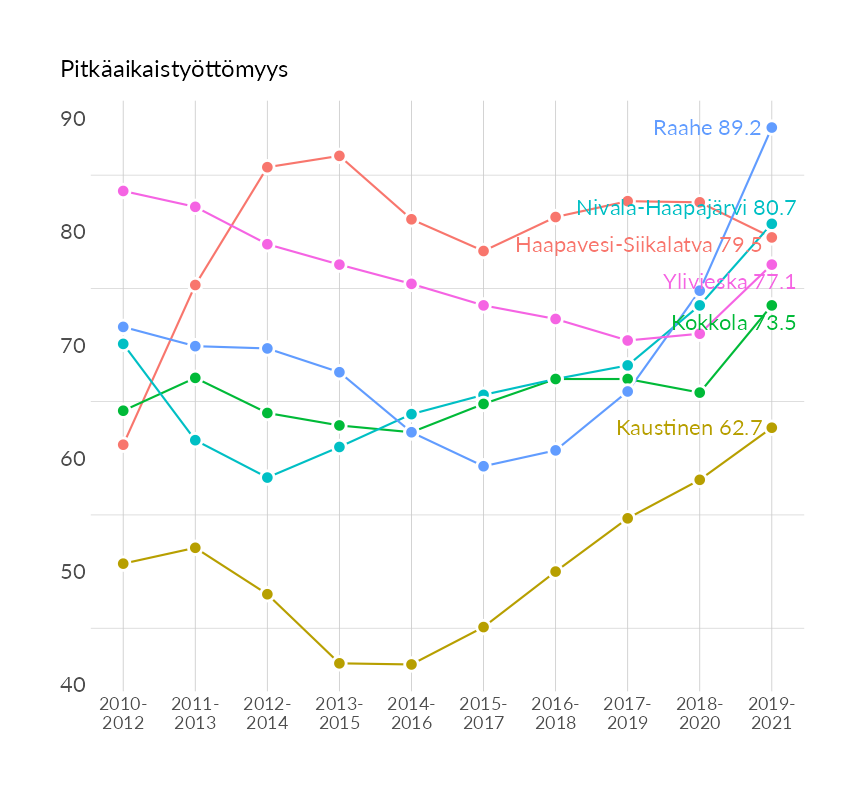 Pitkäaikaistyöttömyys
90
Raahe 89.2
Nivala-Haapajärvi 80.7
80
Haapavesi-Siikalatva 79.5
Ylivieska 77.1
Kokkola 73.5
70
Kaustinen 62.7
60
50
40
2010- 2011- 2012- 2013- 2014- 2015- 2016- 2017- 2018- 2019-
2012 2013 2014 2015 2016 2017 2018 2019 2020 2021